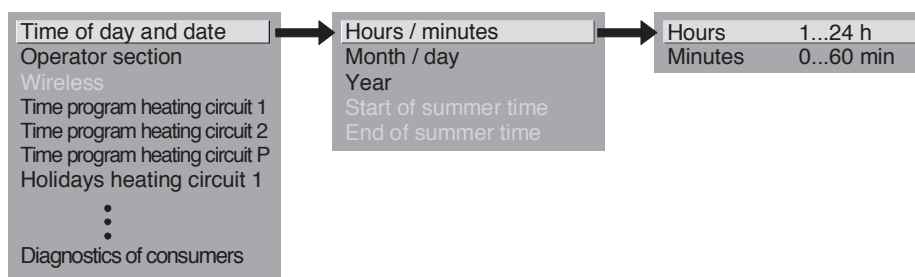 Time of day and date
Operator section
Wireless
Time program heating circuit 1
Time program heating circuit 2
Time program heating circuit P
Holidays heating circuit 1
Diagnostics of consumers
Hours / minutes
Month / day
Year
Start of summer time
End of summer time
Hours 1...24 h
Minutes 0...60 min